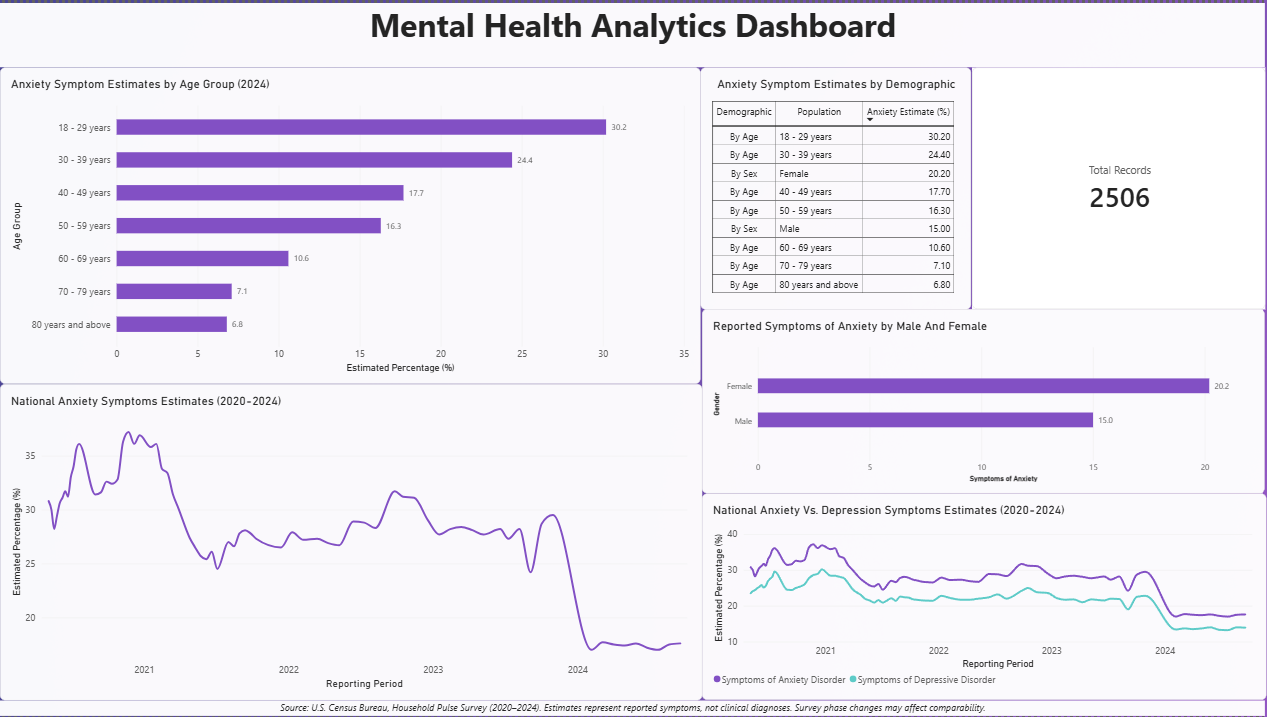 Mental Health Analytics Dashboard
Anxiety Symptom Estimates by Age Group (2024)
Age Group
18 - 29 years 30.2
30 - 39 years 24.4
40 - 49 years 17.7
50 - 59 years 16.3
60 - 69 years 10.6
70 - 79 years 7.1
80 years and above 6.8
0 5 10 15 20 25 30 35
Estimated Percentage (%)
Anxiety Symptom Estimates by Demographic
Demographic Population Anxiety Estimate (%)
By Age 18 - 29 years 30.20
By Age 30 - 39 years 24.40
By Sex Female 20.20
By Age 40 - 49 years 17.70
By Age 50 - 59 years 16.30
By Sex Male 15.00
By Age 60 - 69 years 10.60
By Age 70 - 79 years 7.10
By Age 80 years and above 6.80
Total Records
2506
Reported Symptoms of Anxiety by Male And Female
Gender
Female 20.2
Male 15.0
0 5 10 15 20
Symptoms of Anxiety
National Anxiety Symptoms Estimates (2020-2024)
Estimated Percentage (%)
35
30
25
20
2021 2022 2023 2024
Reporting Period
National Anxiety Vs. Depression Symptoms Estimates (2020-2024)
Estimated Percentage (%)
40
30
20
10
2021 2022 2023 2024
Reporting Period
Symptoms of Anxiety Disorder Symptoms of Depressive Disorder
Source: U.S. Census Bureau, Household Pulse Survey (2020–2024). Estimates represent reported symptoms, not clinical diagnoses. Survey phase changes may affect comparability.